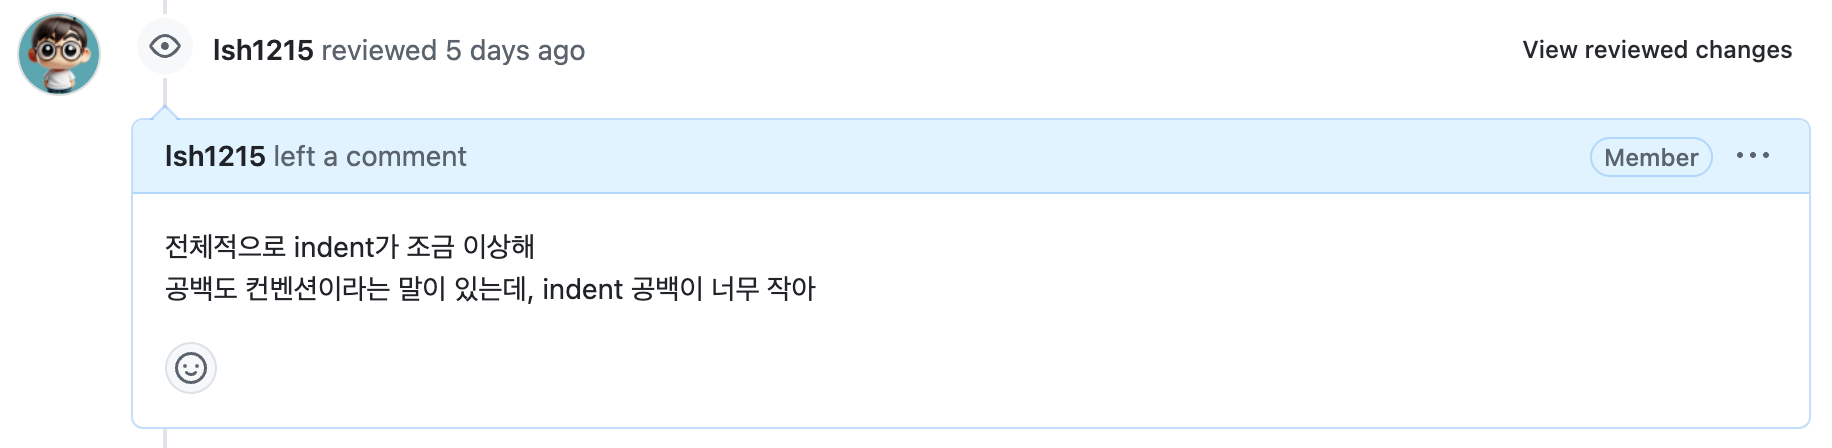 lsh1215 reviewed 5 days ago
View reviewed changes
lsh1215 left a comment
Member
전체적으로 indent가 조금 이상해
공백도 컨벤션이라는 말이 있는데, indent 공백이 너무 작아